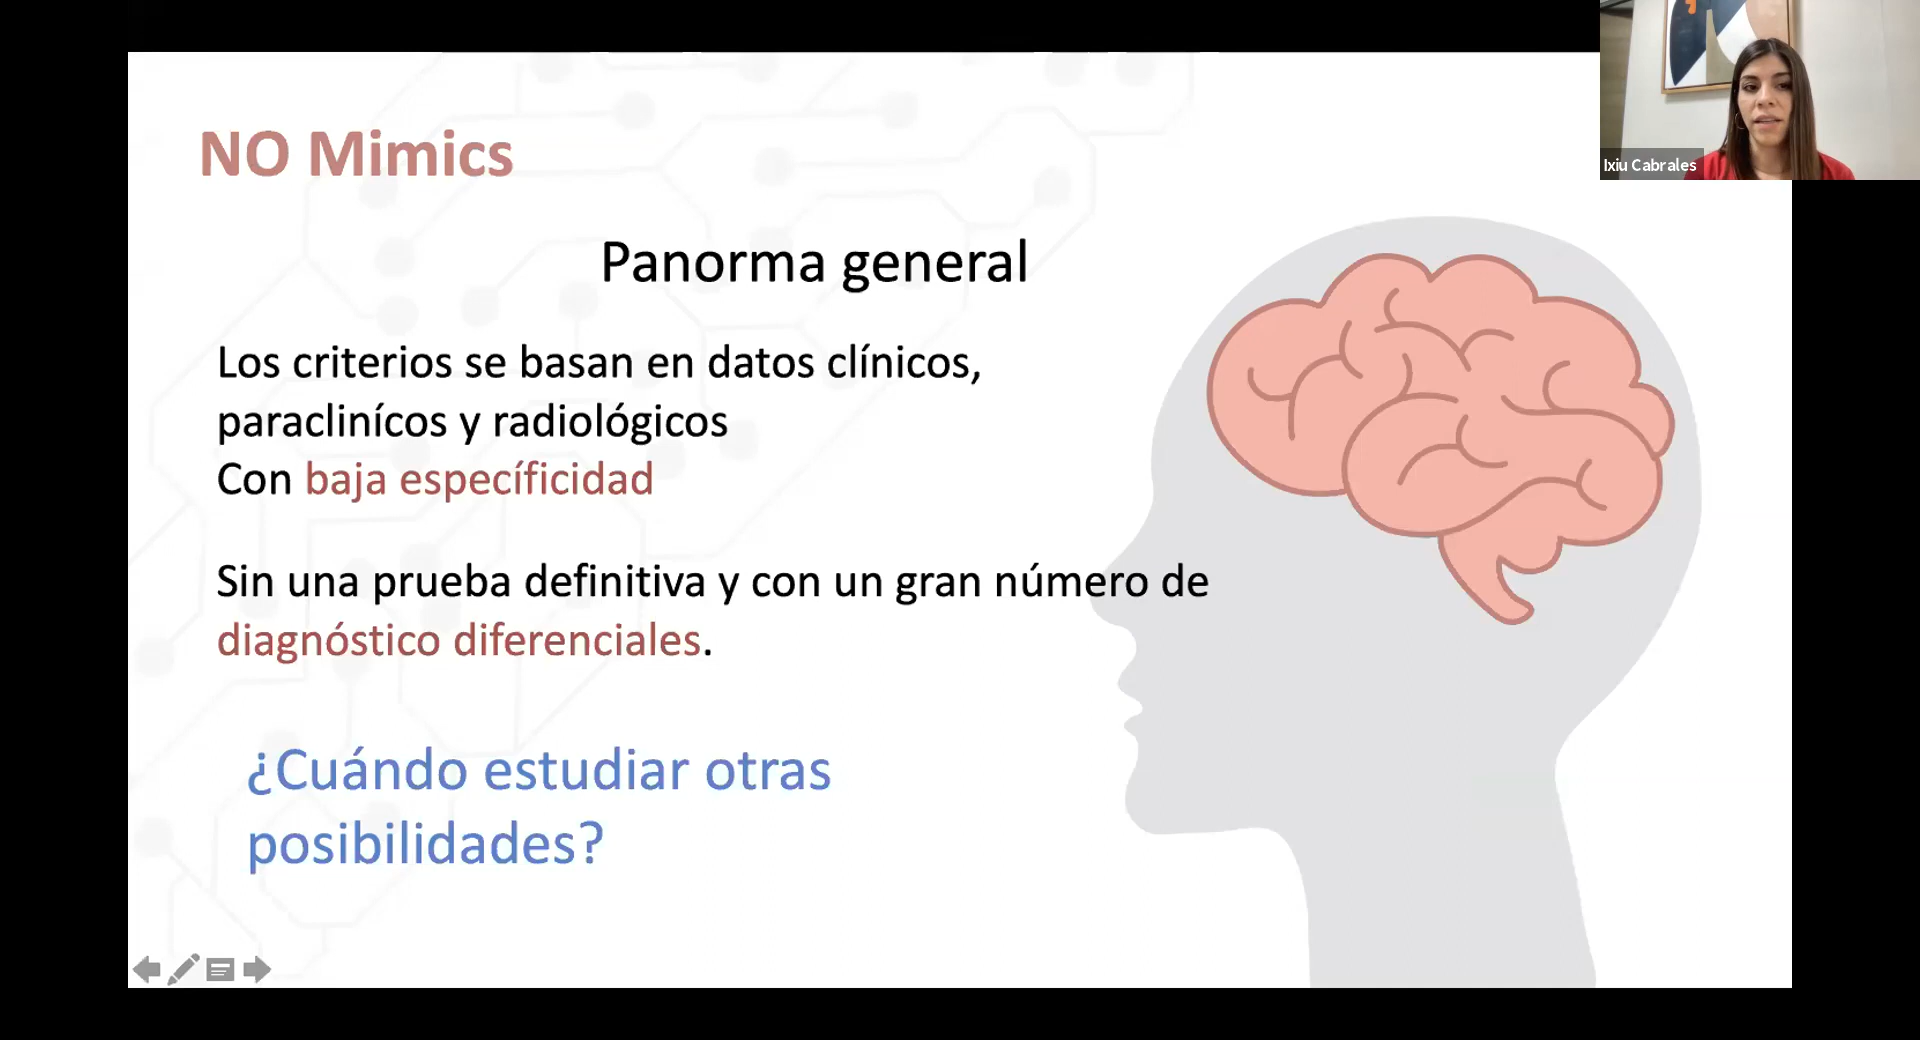 NO Mimics
Ixiu Cabrales
Panorma general
Los criterios se basan en datos clínicos,
paraclinícos y radiológicos
Con baja específicidad
Sin una prueba definitiva y con un gran número de
diagnóstico diferenciales.
¿Cuándo estudiar otras
posibilidades?